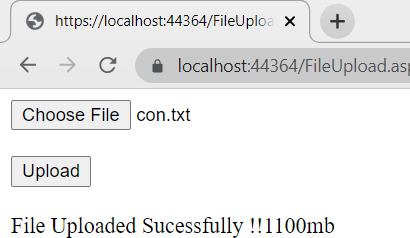 https://localhost:44364/FileUploa
localhost:44364/FileUpload.asp
Choose File con.txt
Upload
File Uploaded Sucessfully !!1100mb